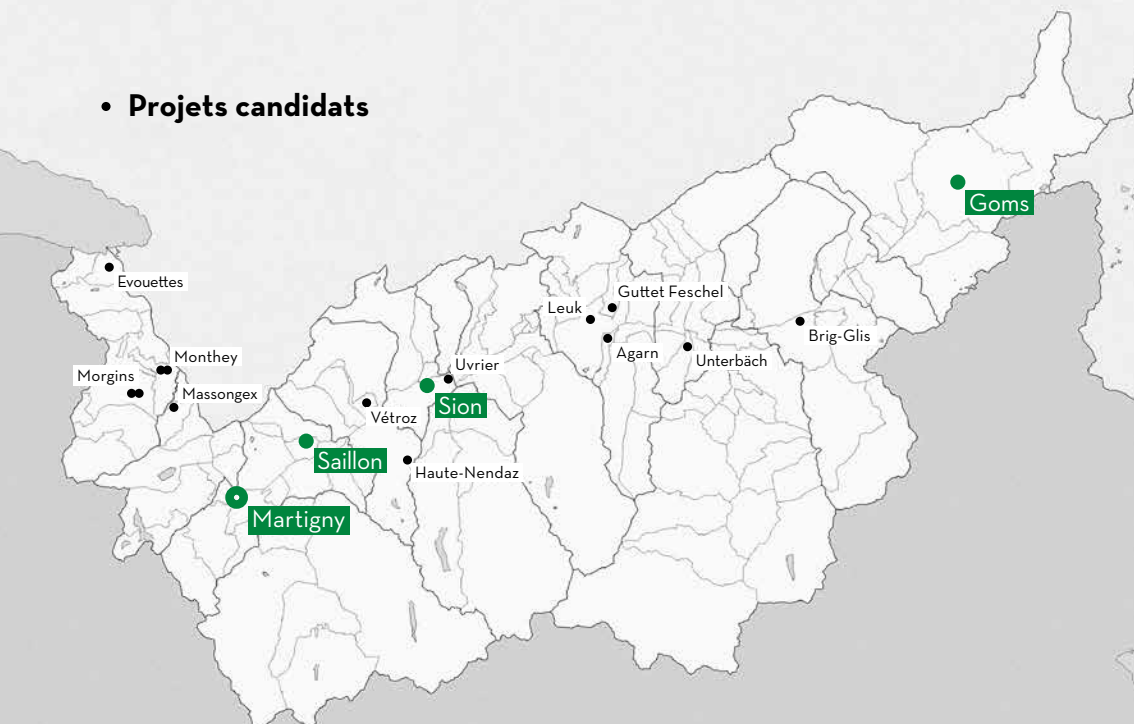 • Projets candidats
Goms
Evouettes
Guttet Feschel
Leuk
Brig-Glis
Agarn
Unterbäch
Monthey
Uvrier
Morgins
Massongex
Sion
Vétroz
Saillon
Haute-Nendaz
Martigny